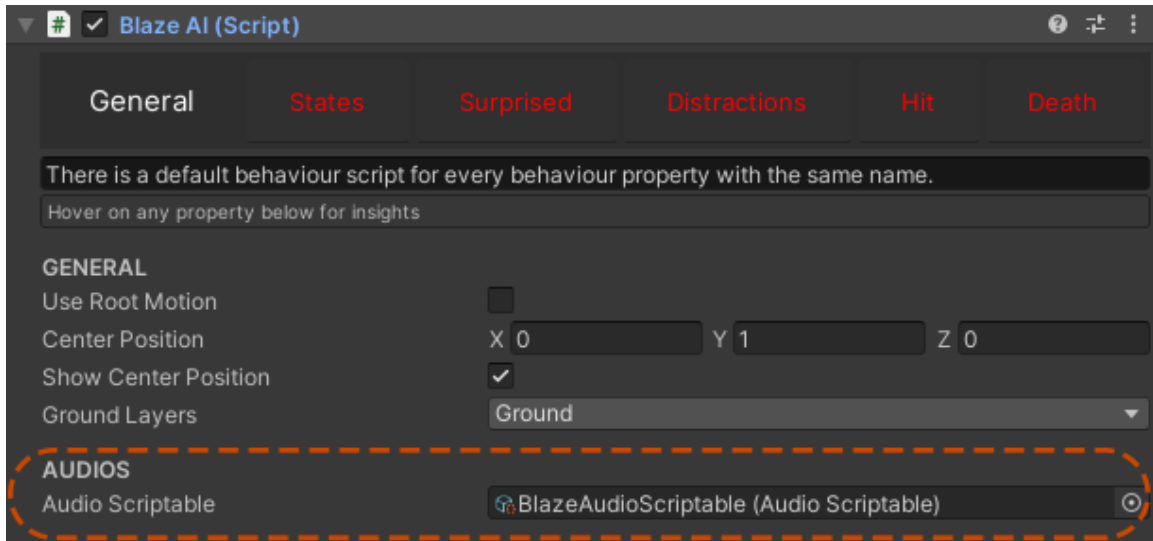 Blaze AI (Script)
General States Surprised Distractions Hit Death
There is a default behaviour script for every behaviour property with the same name.
Hover on any property below for insights
GENERAL
Use Root Motion
Center Position X 0 Y 1 Z 0
Show Center Position
Ground Layers Ground
AUDIOS
Audio Scriptable BlazeAudioScriptable (Audio Scriptable)